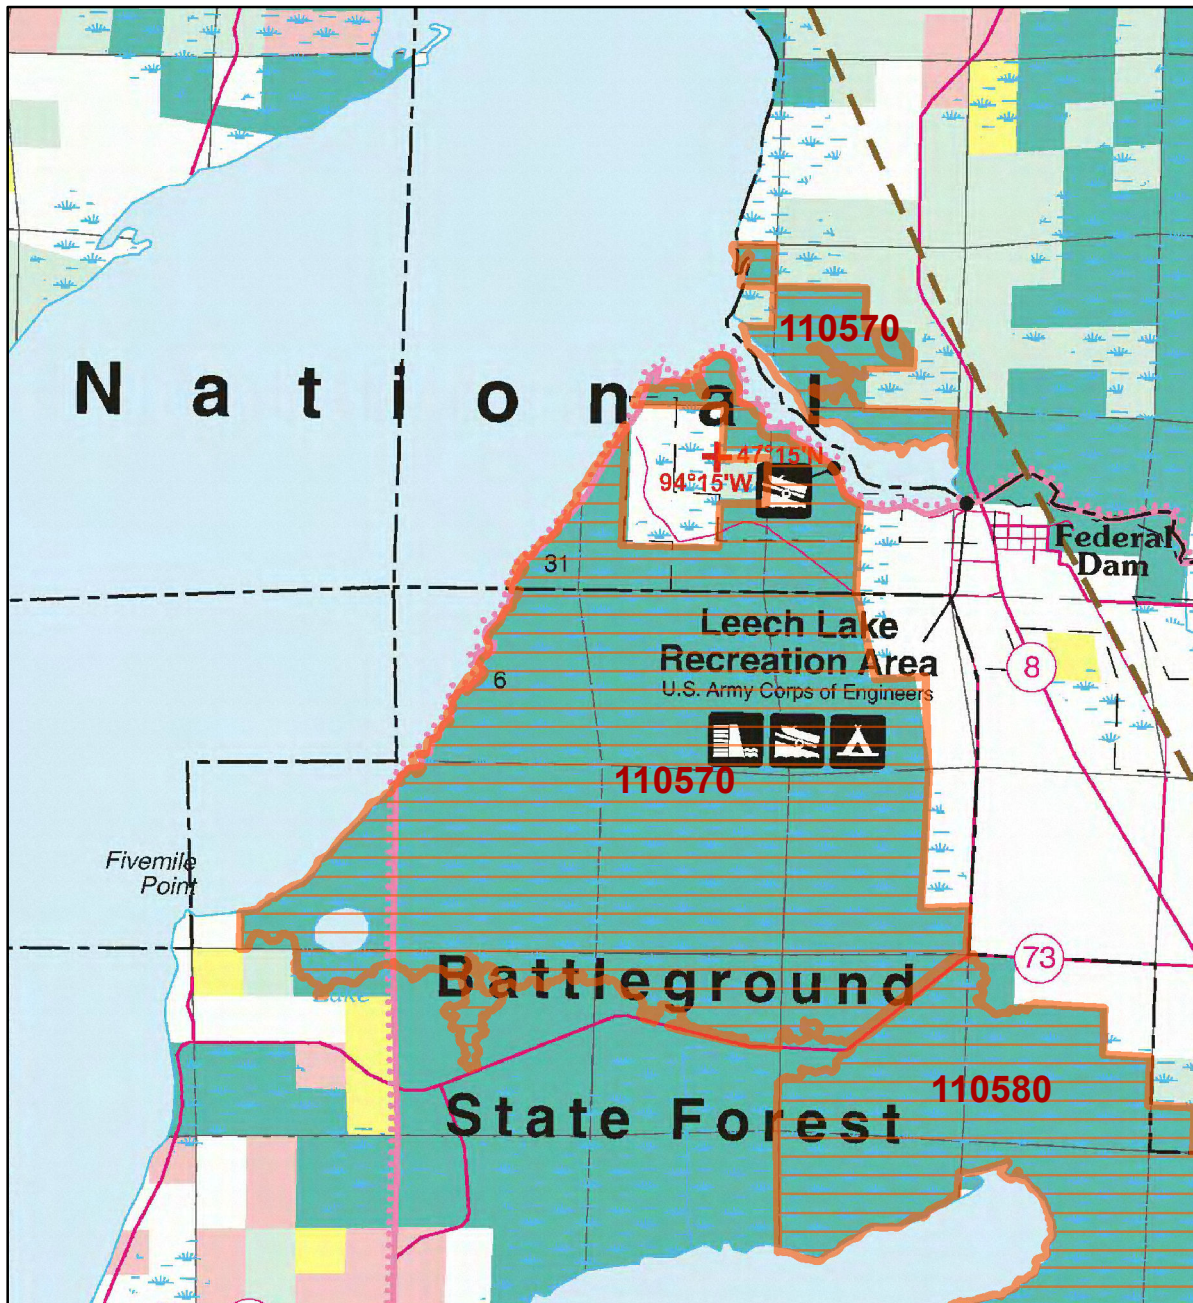 110570
National
47°15'N
94°15'W
Federal
Dam
31
Leech Lake
Recreation Area
U.S. Army Corps of Engineers
8
6
110570
Fivemile
Point
Battleground
73
Lake
110580
State Forest